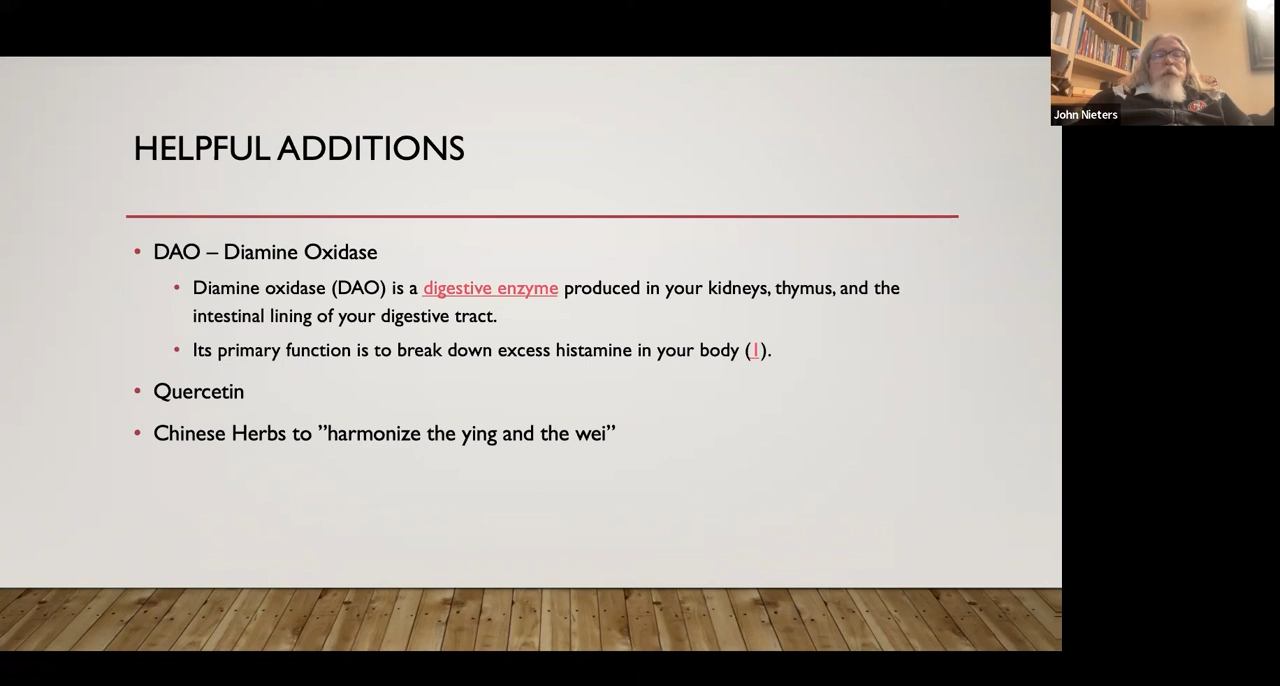 HELPFUL ADDITIONS
• DAO – Diamine Oxidase
• Diamine oxidase (DAO) is a digestive enzyme produced in your kidneys, thymus, and the
intestinal lining of your digestive tract.
• Its primary function is to break down excess histamine in your body (1).
• Quercetin
• Chinese Herbs to ”harmonize the ying and the wei”
John Nieters